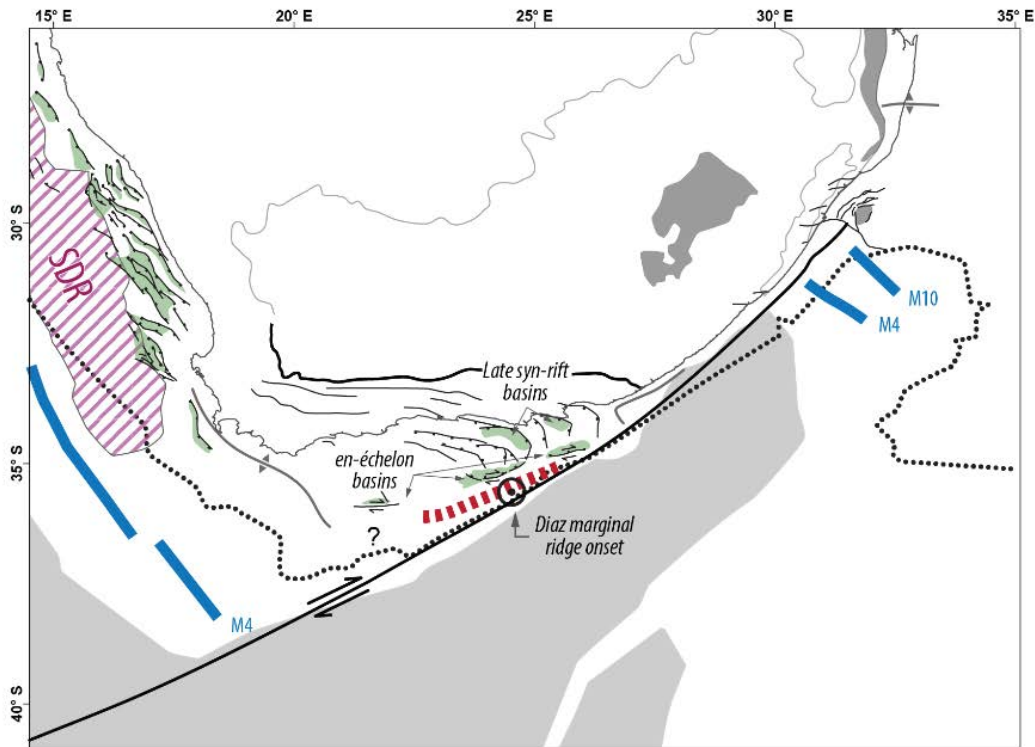 15° E 20° E 25° E 30° E 35° E
30° S
SDR
M10
M4
Late syn-rift
basins
35° S
en-échelon
basins
?
Diaz marginal
ridge onset
M4
40° S